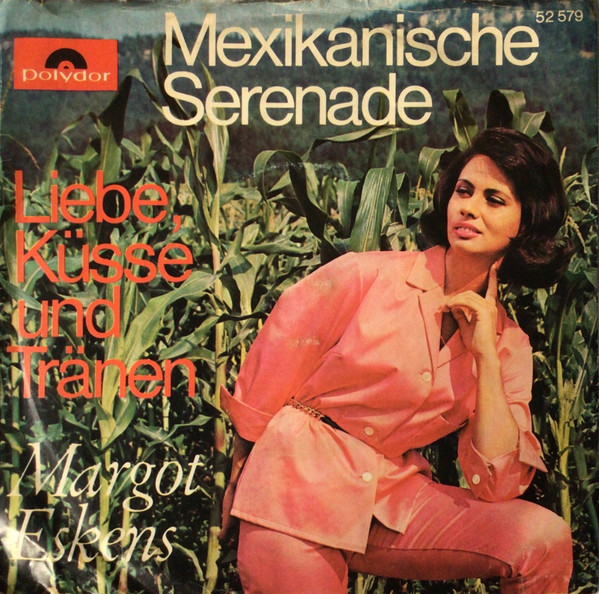 52 579
polydor
Mexikanische
Serenade
Liebe,
Küsse
und
Tränen
Margot
Eskens